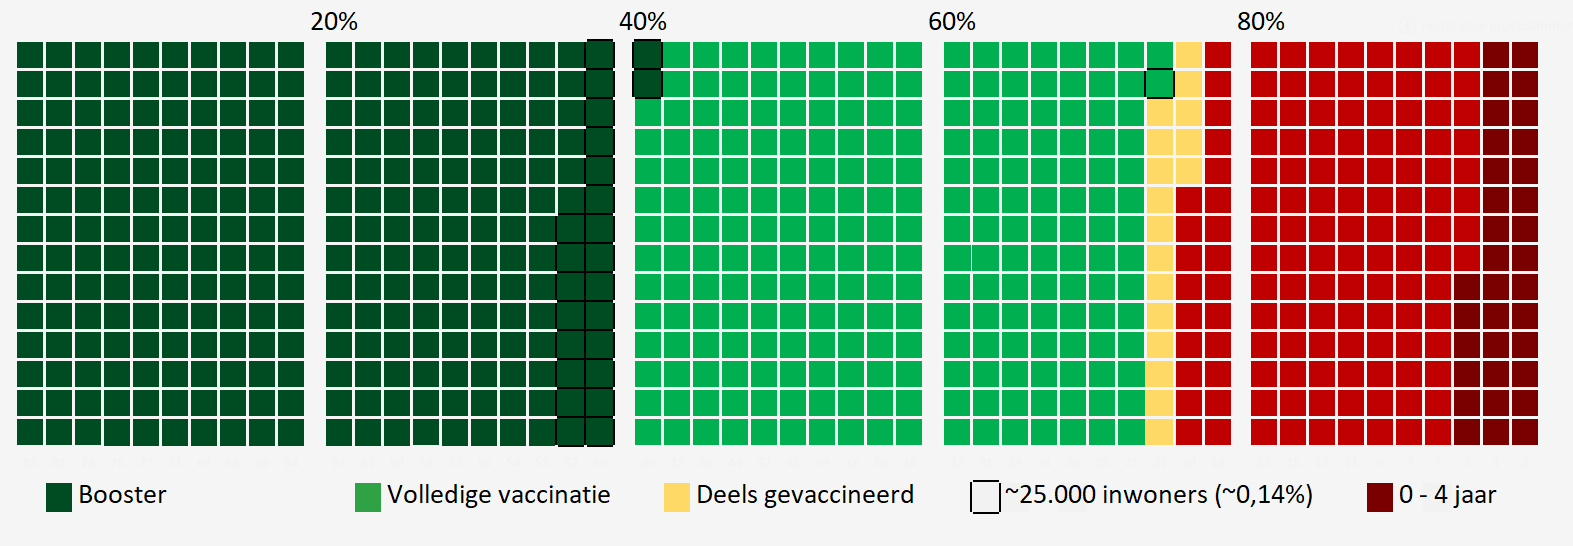 20% 40% 60% 80%
Booster Volledige vaccinatie Deels gevaccineerd ~25.000 inwoners (~0,14%) 0 - 4 jaar